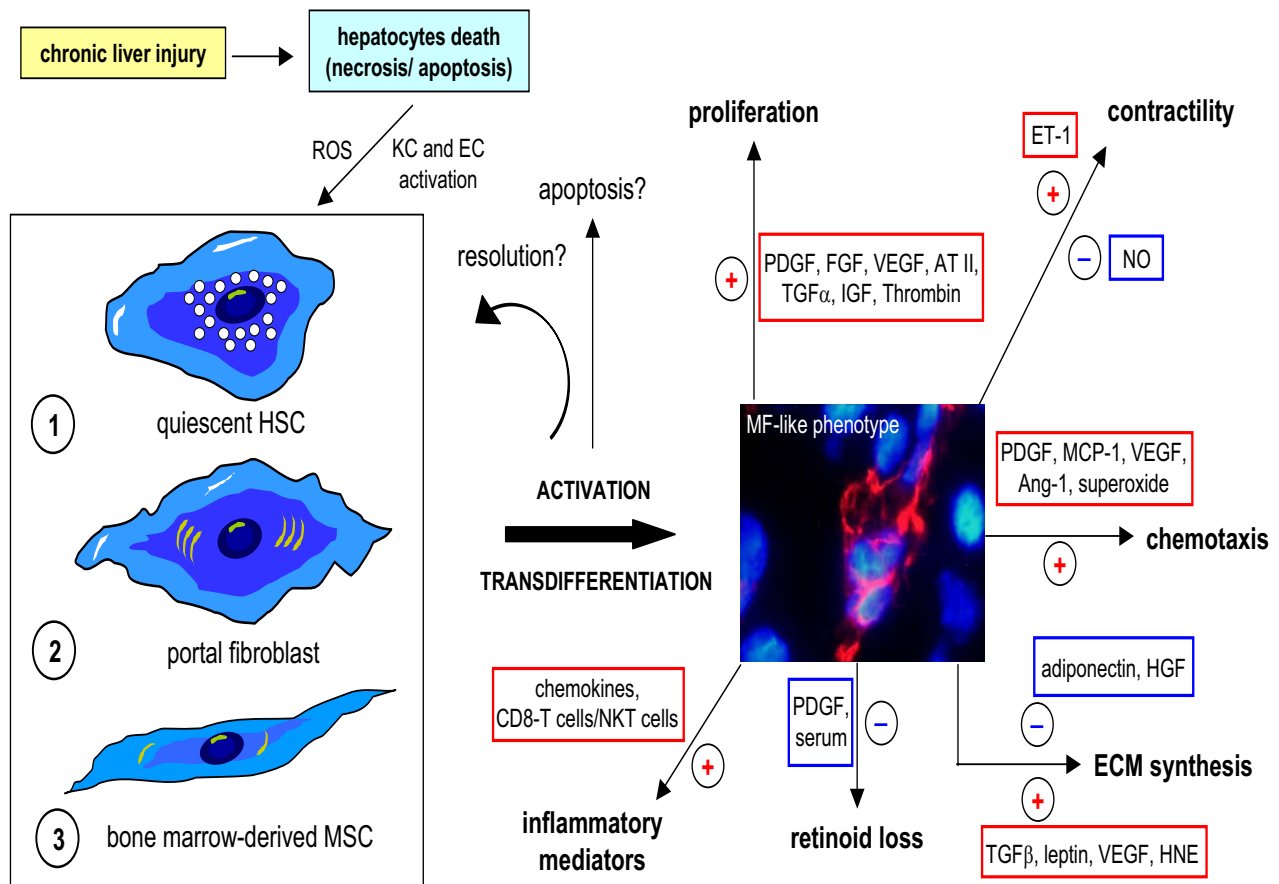 chronic liver injury
hepatocytes death
(necrosis/ apoptosis)
ROS
KC and EC
activation
1
quiescent HSC
2
portal fibroblast
3
bone marrow-derived MSC
resolution?
apoptosis?
ACTIVATION
TRANSDIFFERENTIATION
MF-like phenotype
proliferation
+
PDGF, FGF, VEGF, AT II,
TGFα, IGF, Thrombin
contractility
ET-1
+
−
NO
PDGF, MCP-1, VEGF,
Ang-1, superoxide
chemotaxis
+
adiponectin, HGF
−
ECM synthesis
+
TGFβ, leptin, VEGF, HNE
PDGF,
serum
−
retinoid loss
chemokines,
CD8-T cells/NKT cells
+
inflammatory
mediators